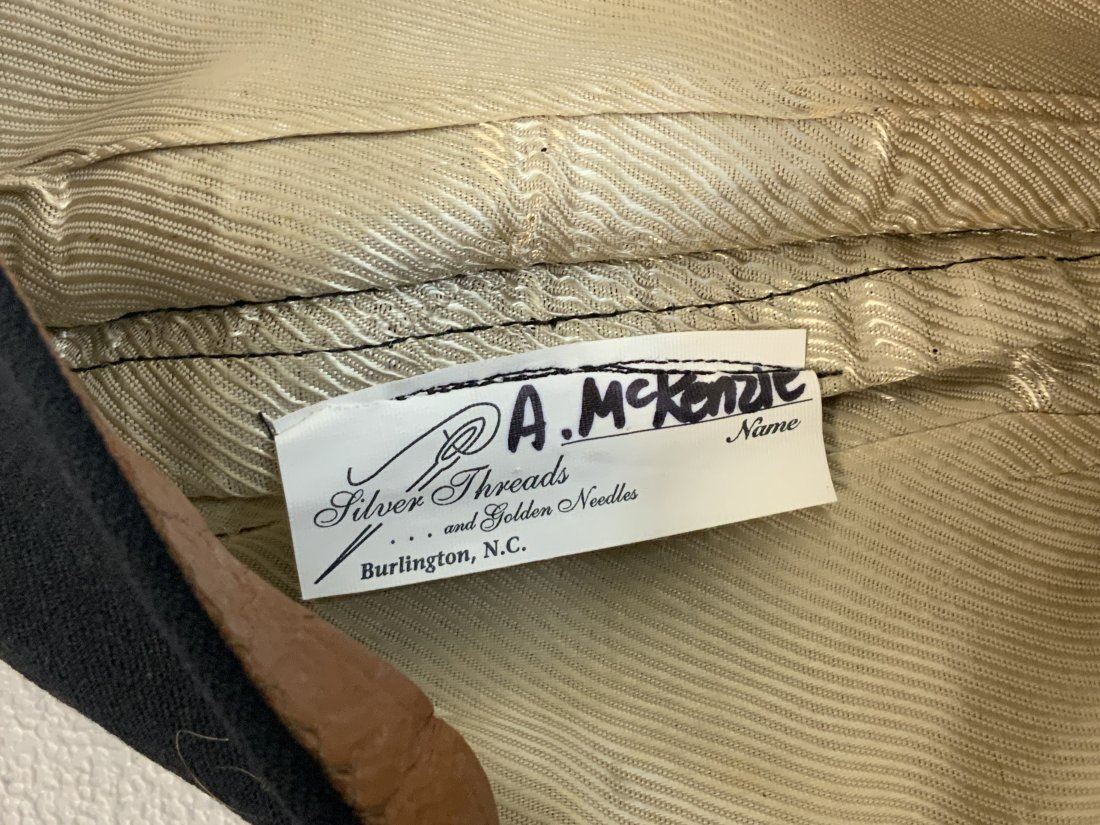 A. McKenzie
Name
Silver Threads
... and Golden Needles
Burlington, N.C.